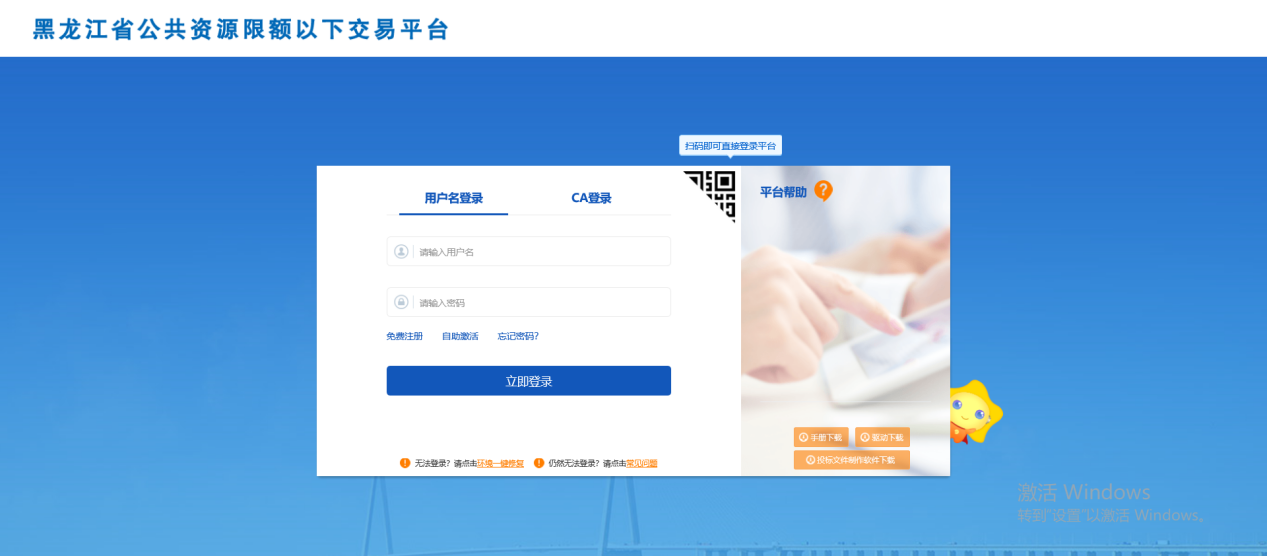 黑龙江省公共资源限额以下交易平台
扫码即可直接登录平台
用户名登录
CA登录
平台帮助
请输入用户名
请输入密码
免费注册 自助激活 忘记密码?
立即登录
手册下载 驱动下载
投标文件制作软件下载
无法登录？请点击环境一键修复 仍然无法登录？请点击常见问题
激活 Windows
转到"设置"以激活 Windows。